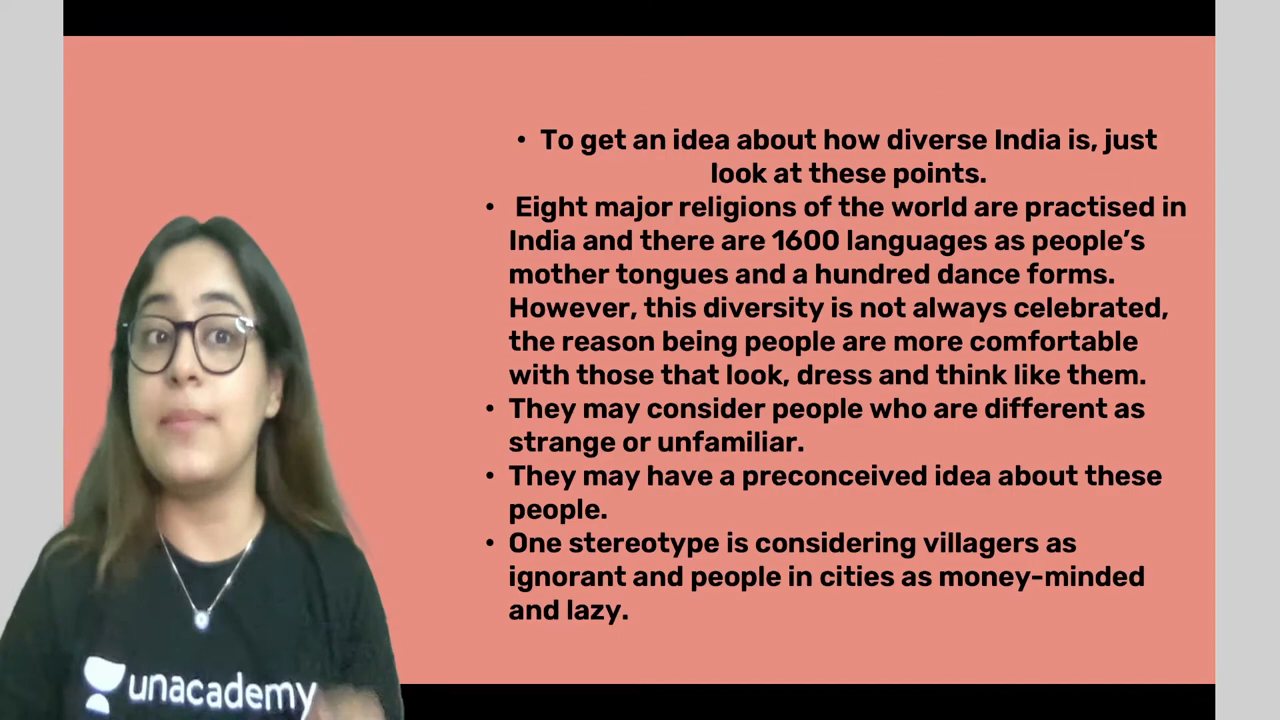 • To get an idea about how diverse India is, just
look at these points.
• Eight major religions of the world are practised in
India and there are 1600 languages as people’s
mother tongues and a hundred dance forms.
However, this diversity is not always celebrated,
the reason being people are more comfortable
with those that look, dress and think like them.
• They may consider people who are different as
strange or unfamiliar.
• They may have a preconceived idea about these
people.
• One stereotype is considering villagers as
ignorant and people in cities as money-minded
and lazy.
unacademy